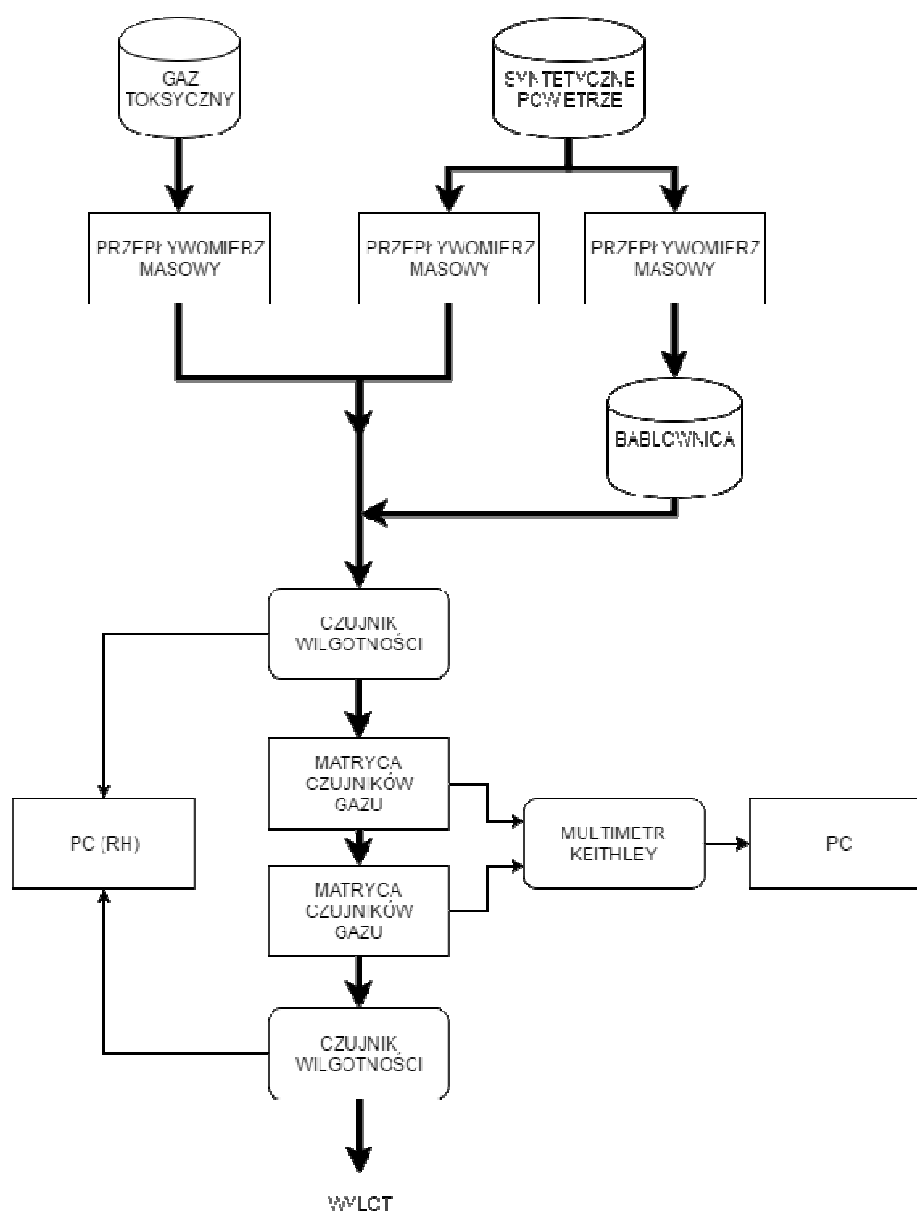 GAZ
TOKSYCZNY
SYNTETYCZNE
POWIETRZE
PRZEPŁYWOMIERZ
MASOWY
PRZEPŁYWOMIERZ
MASOWY
PRZEPŁYWOMIERZ
MASOWY
BABLOWNICA
CZUJNIK
WILGOTNOŚCI
MATRYCA
CZUJNIKÓW
GAZU
PC (RH)
MULTIMETR
KEITHLEY
PC
MATRYCA
CZUJNIKÓW
GAZU
CZUJNIK
WILGOTNOŚCI
WYLOT